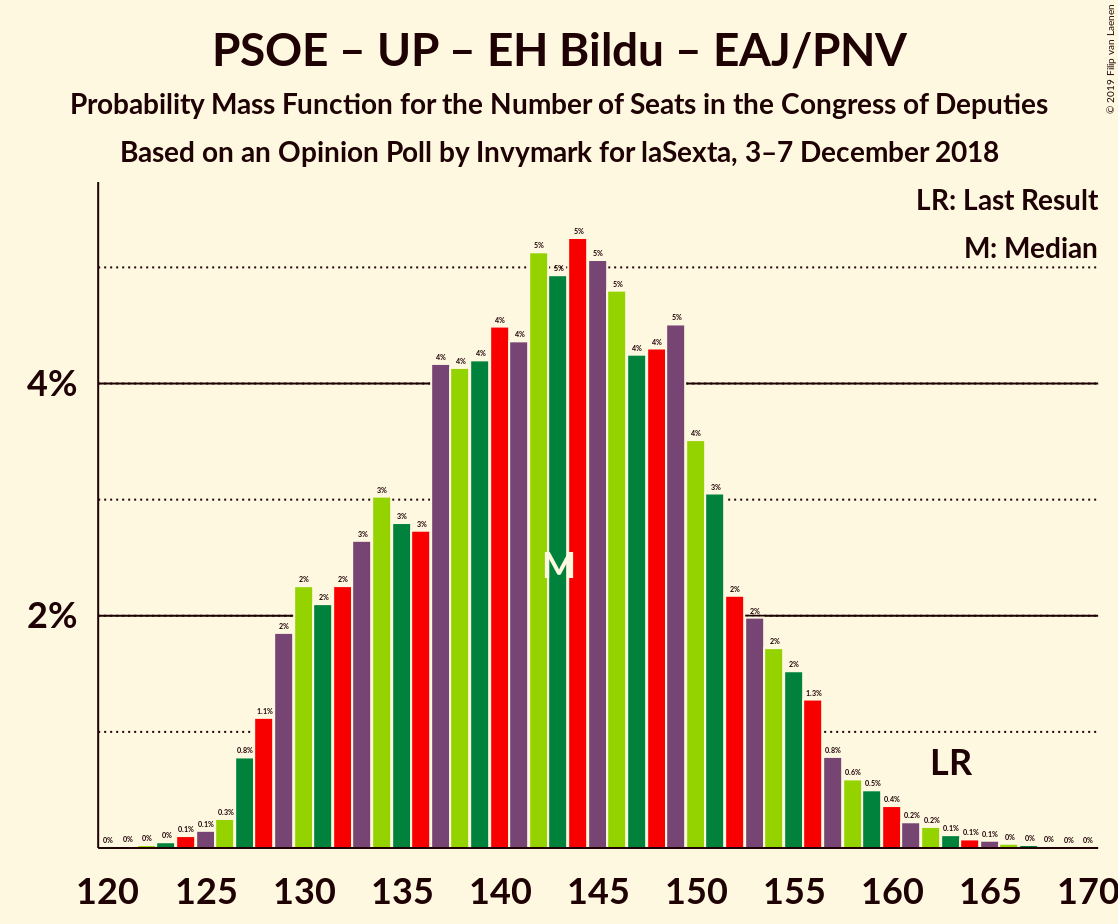 PSOE – UP – EH Bildu – EAJ/PNV
Probability Mass Function for the Number of Seats in the Congress of Deputies
Based on an Opinion Poll by Invymark for laSexta, 3–7 December 2018
© 2019 Filip van Laenen
LR: Last Result
M: Median
4%
2%
0% 0% 0% 0% 0.1% 0.1% 0.3% 0.8% 1.1% 2% 2% 2% 2% 3% 3% 3% 3% 4% 4% 4% 4% 4% 5% 5% 5% 5% 5% 4% 4% 5% 4% 3% 2% 2% 2% 2% 1.3% 0.8% 0.6% 0.5% 0.4% 0.2% 0.2% 0.1% 0.1% 0.1% 0% 0% 0% 0% 0%
M
LR
120 125 130 135 140 145 150 155 160 165 170